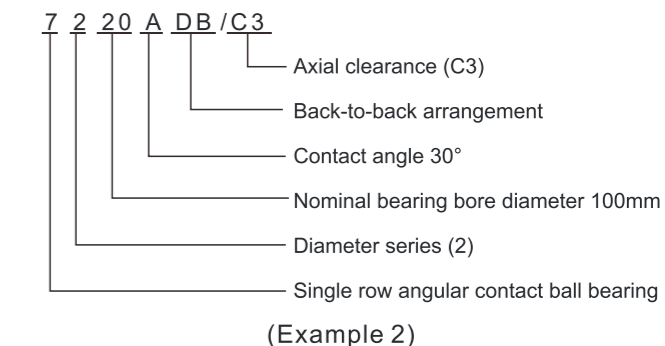 7 2 20 A DB /C3
Axial clearance (C3)
Back-to-back arrangement
Contact angle 30°
Nominal bearing bore diameter 100mm
Diameter series (2)
Single row angular contact ball bearing
(Example 2)